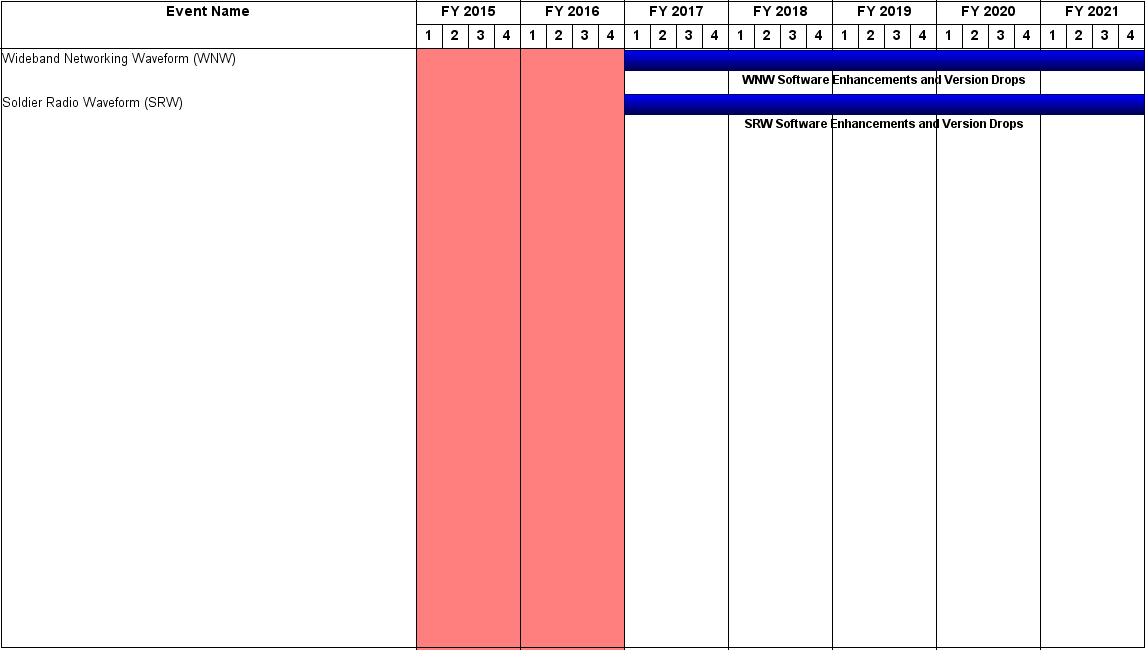 Event Name FY 2015 FY 2016 FY 2017 FY 2018 FY 2019 FY 2020 FY 2021
1 2 3 4 1 2 3 4 1 2 3 4 1 2 3 4 1 2 3 4 1 2 3 4 1 2 3 4
Wideband Networking Waveform (WNW)
WNW Software Enhancements and Version Drops
Soldier Radio Waveform (SRW)
SRW Software Enhancements and Version Drops